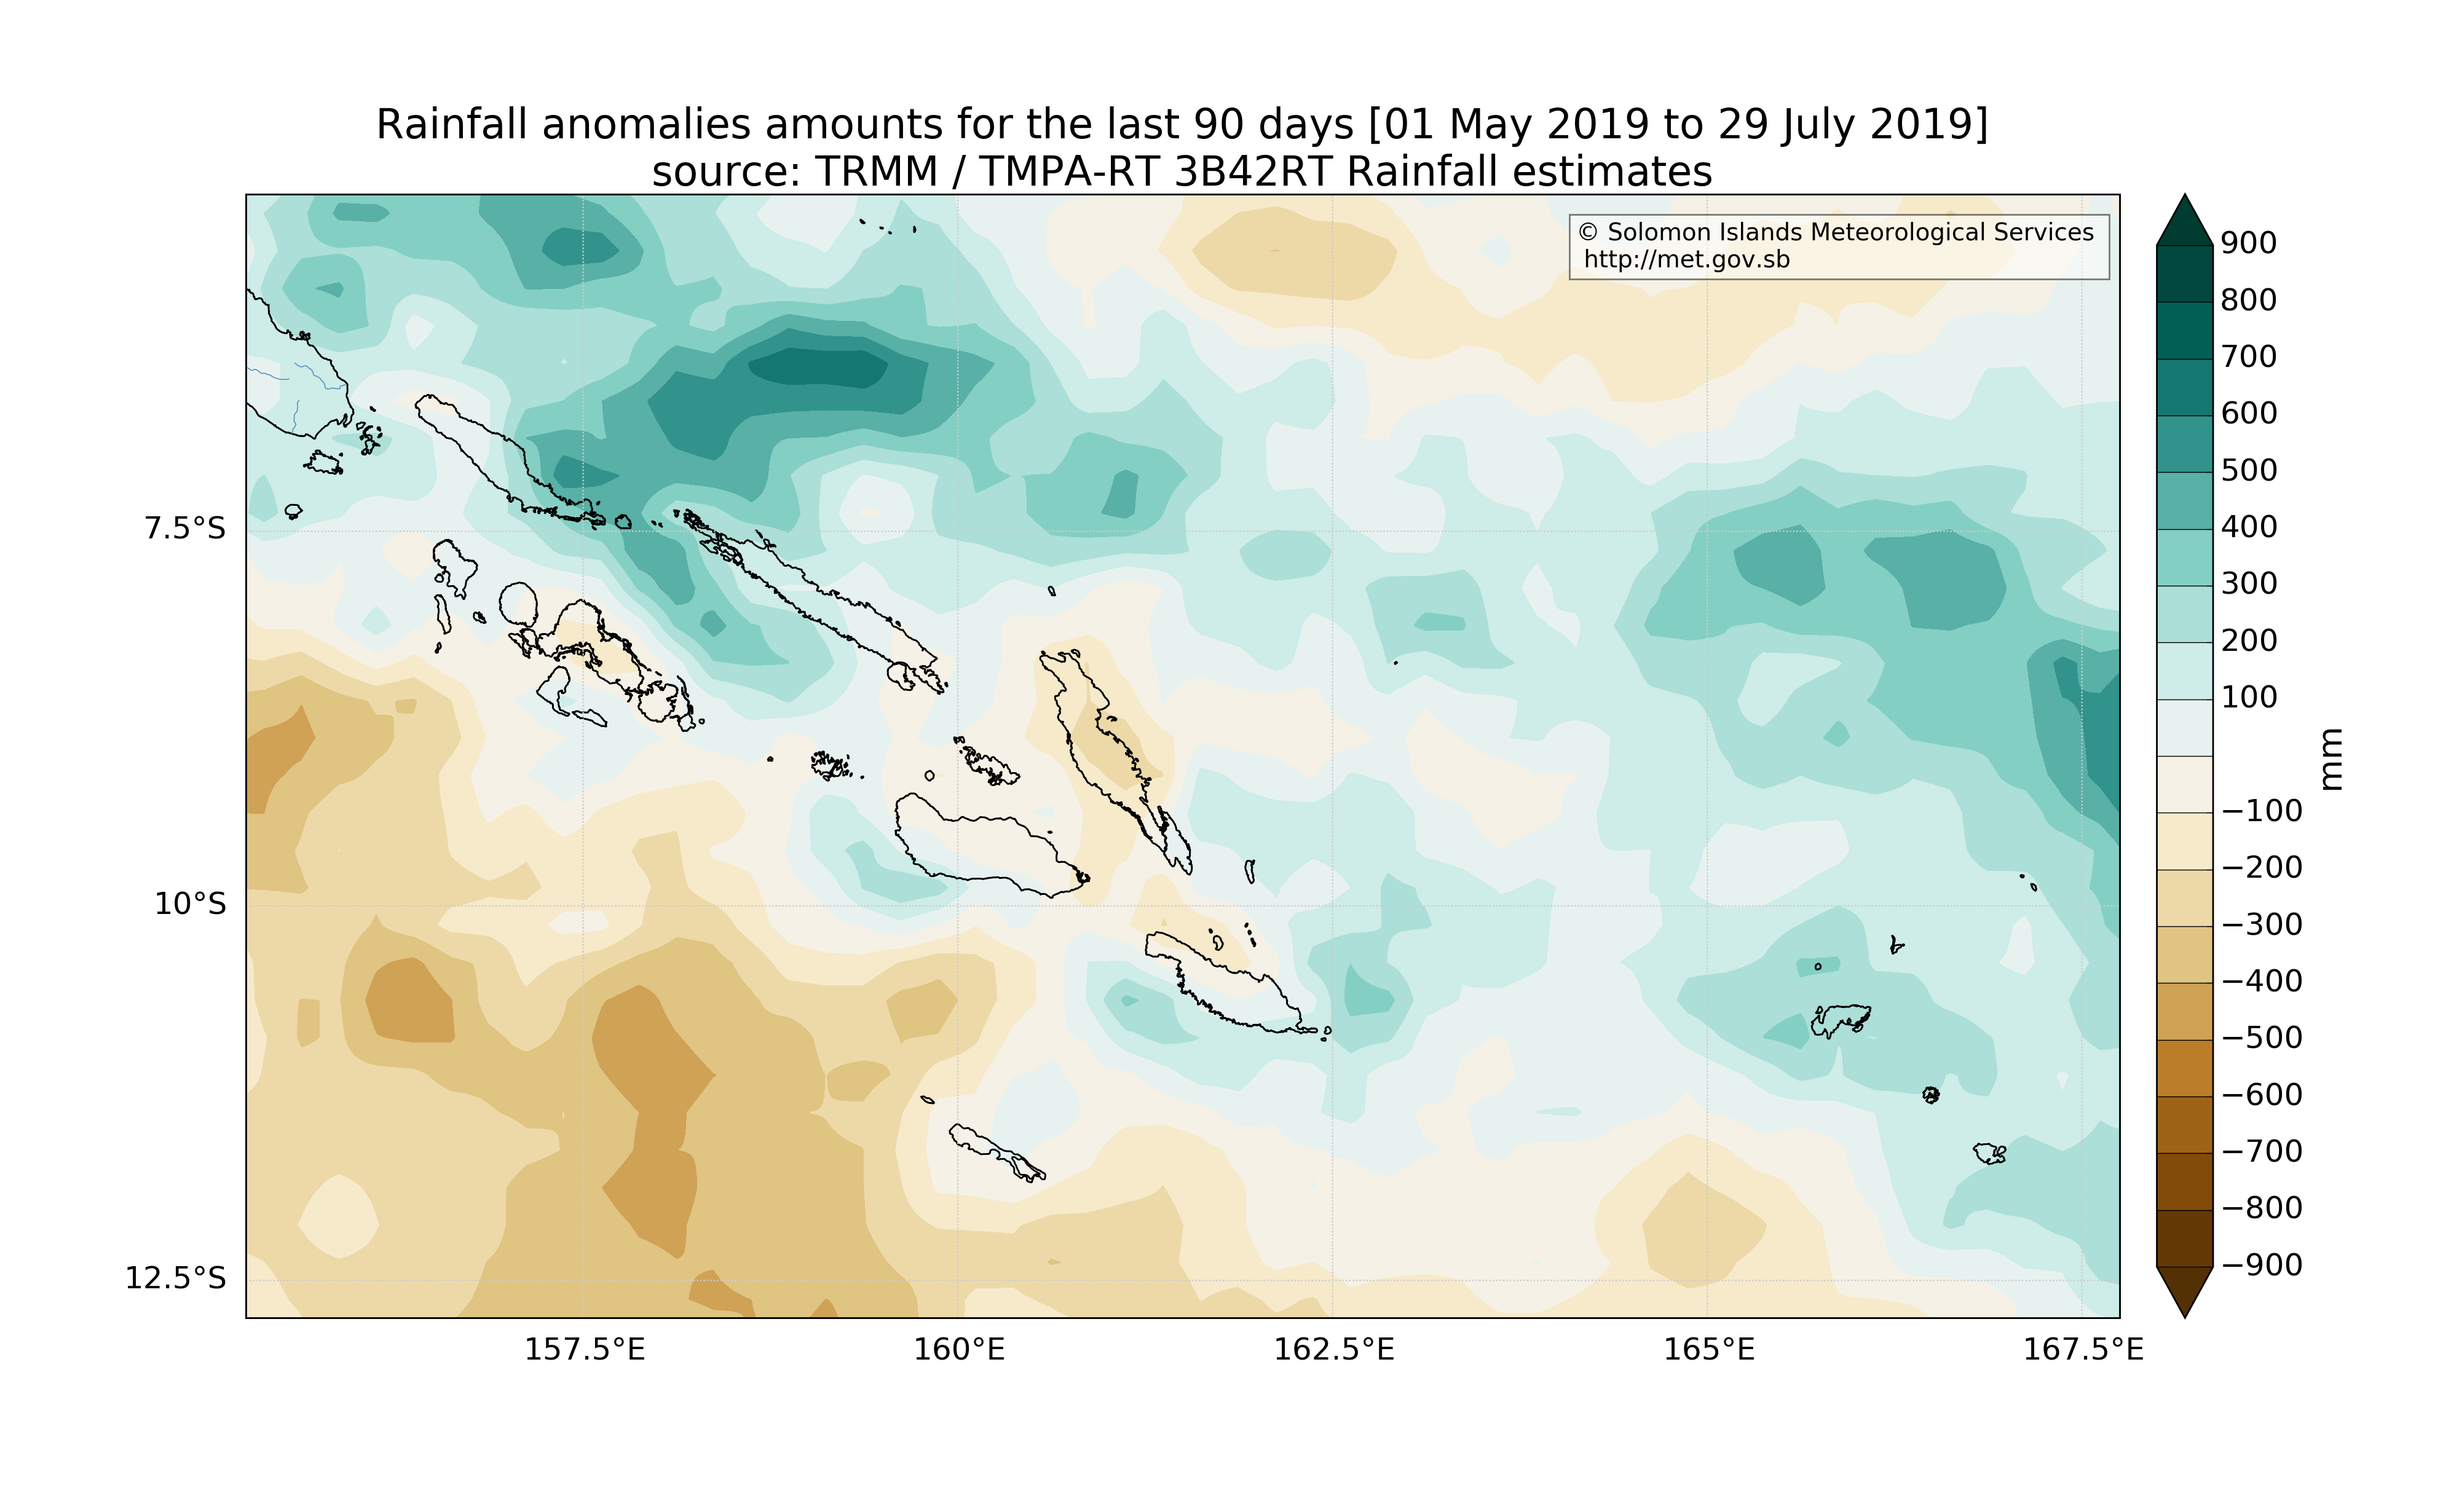 Rainfall anomalies amounts for the last 90 days [01 May 2019 to 29 July 2019]
source: TRMM / TMPA-RT 3B42RT Rainfall estimates
© Solomon Islands Meteorological Services
http://met.gov.sb
7.5°S
10°S
12.5°S
157.5°E
160°E
162.5°E
165°E
167.5°E
900
800
700
600
500
400
300
200
100
−100
−200
−300
−400
−500
−600
−700
−800
−900
mm